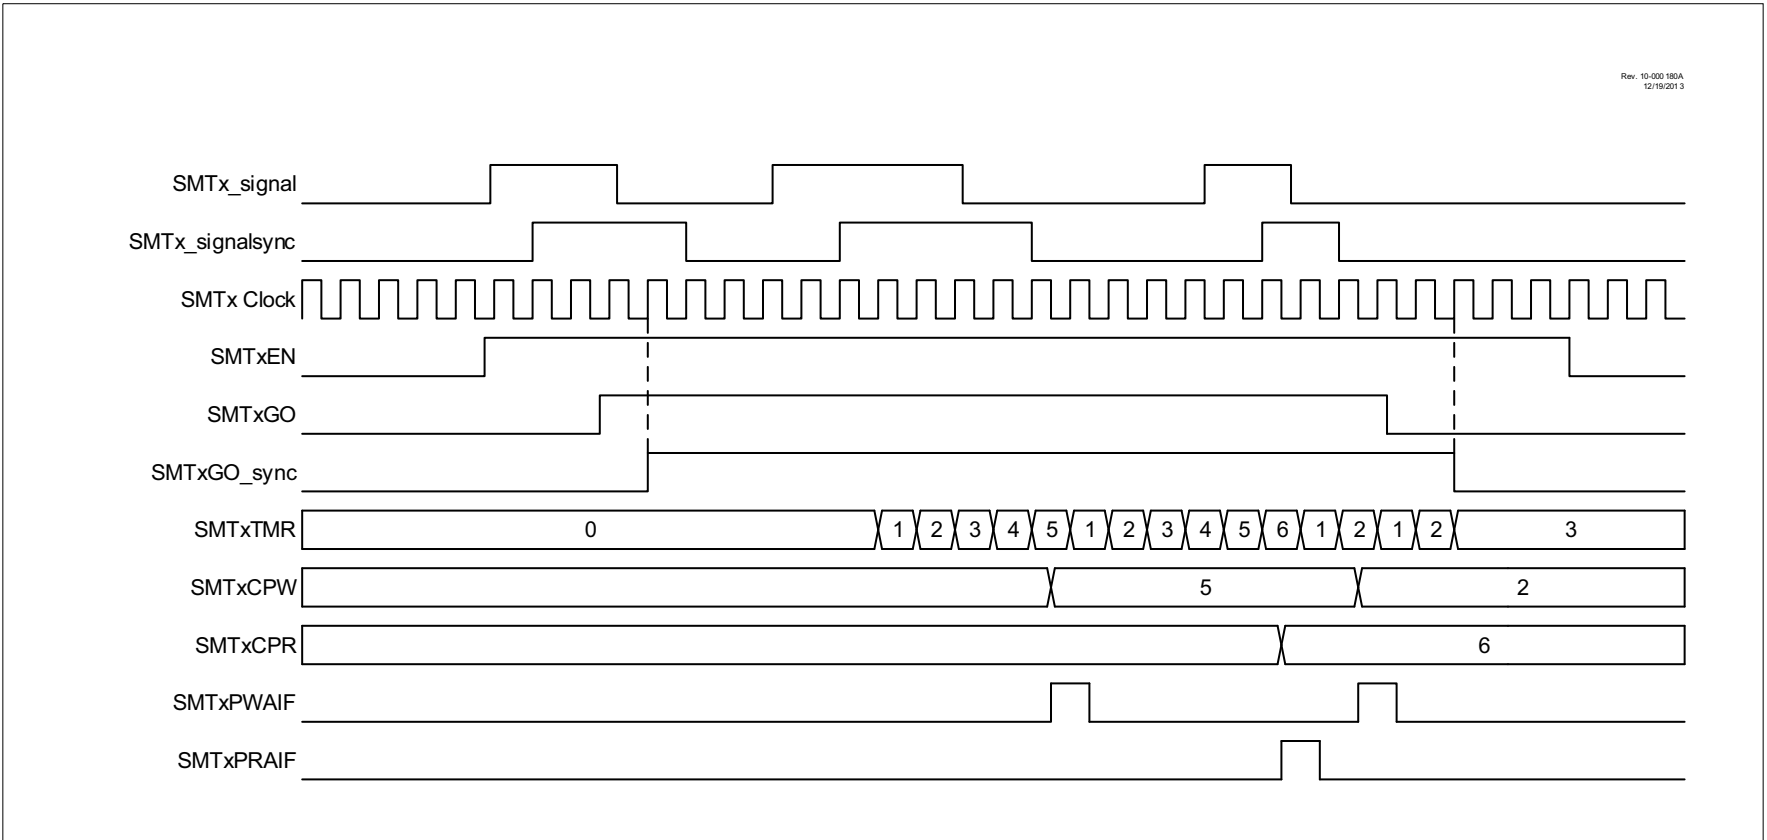 Rev. 10-000 180A
12/19/201 3
SMTx_signal
SMTx_signalsync
SMTx Clock
SMTxEN
SMTxGO
SMTxGO_sync
SMTxTMR 0 1 2 3 4 5 1 2 3 4 5 6 1 2 1 2 3
SMTxCPW 5 2
SMTxCPR 6
SMTxPWAIF
SMTxPRAIF